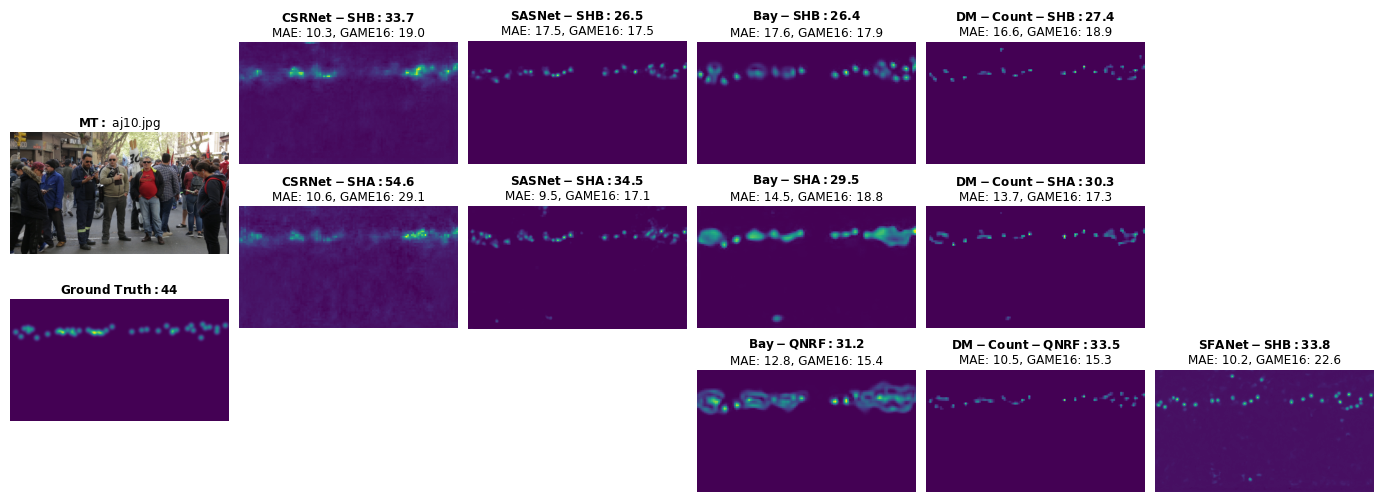 CSRNet−SHB: 33.7
MAE: 10.3, GAME16: 19.0
SASNet−SHB: 26.5
MAE: 17.5, GAME16: 17.5
Bay−SHB: 26.4
MAE: 17.6, GAME16: 17.9
DM−Count−SHB: 27.4
MAE: 16.6, GAME16: 18.9
MT: aj10.jpg
30
CSRNet−SHA: 54.6
MAE: 10.6, GAME16: 29.1
SASNet−SHA: 34.5
MAE: 9.5, GAME16: 17.1
Bay−SHA: 29.5
MAE: 14.5, GAME16: 18.8
DM−Count−SHA: 30.3
MAE: 13.7, GAME16: 17.3
Ground Truth: 44
Bay−QNRF: 31.2
MAE: 12.8, GAME16: 15.4
DM−Count−QNRF: 33.5
MAE: 10.5, GAME16: 15.3
SFANet−SHB: 33.8
MAE: 10.2, GAME16: 22.6